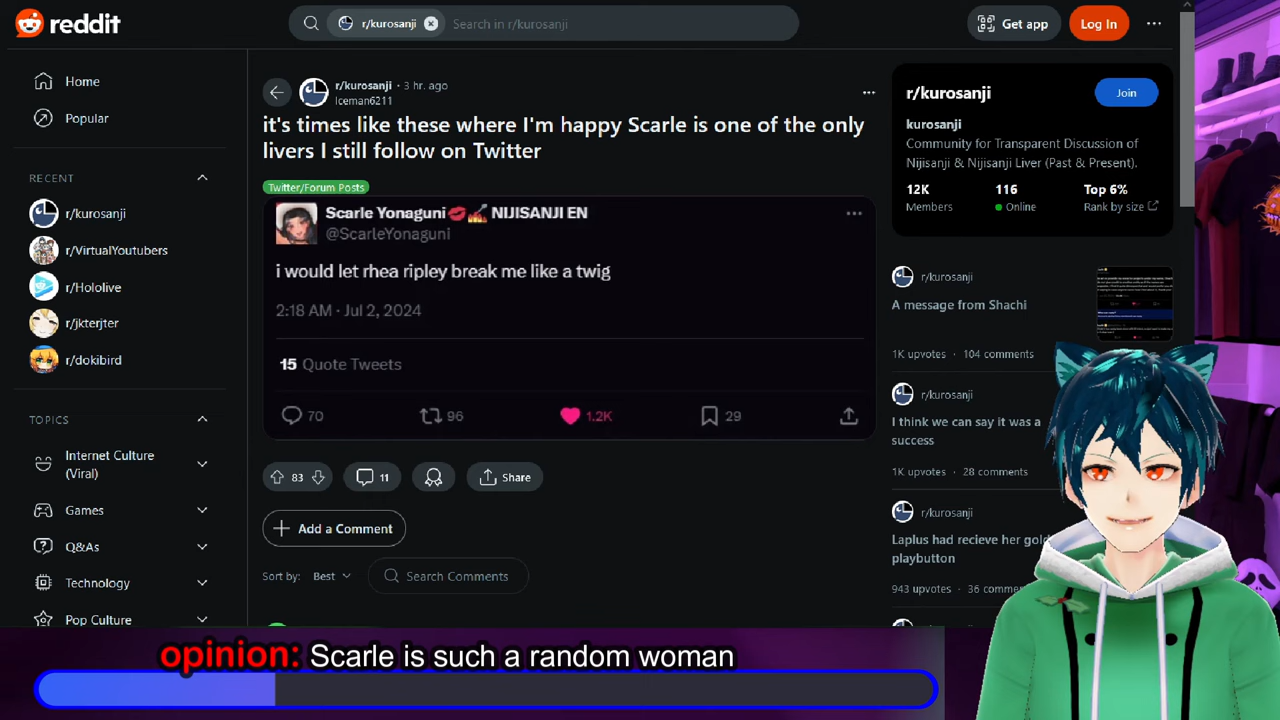 reddit
r/kurosanji
Search in r/kurosanji
Get app
Log In
Home
Popular
RECENT
r/kurosanji
r/VirtualYoutubers
r/Hololive
r/jkterjter
r/dokibird
TOPICS
Internet Culture
(Viral)
Games
Q&As
Technology
Pop Culture
r/kurosanji · 3 hr. ago
Iceman6211
it's times like these where I'm happy Scarle is one of the only
livers I still follow on Twitter
Twitter/Forum Posts
Scarle Yonaguni💋 NIJISANJI EN
@ScarleYonaguni
i would let rhea ripley break me like a twig
2:18 AM · Jul 2, 2024
15 Quote Tweets
70
96
1.2K
29
83
11
Share
Add a Comment
Sort by: Best
Search Comments
r/kurosanji
Join
kurosanji
Community for Transparent Discussion of
Nijisanji & Nijisanji Liver (Past & Present).
12K
116
Top 6%
Members
Online
Rank by size
r/kurosanji
A message from Shachi
1K upvotes · 104 comments
r/kurosanji
I think we can say it was a
success
1K upvotes · 28 comments
r/kurosanji
Laplus had recieve her gold
playbutton
943 upvotes · 36 comme
opinion: Scarle is such a random woman